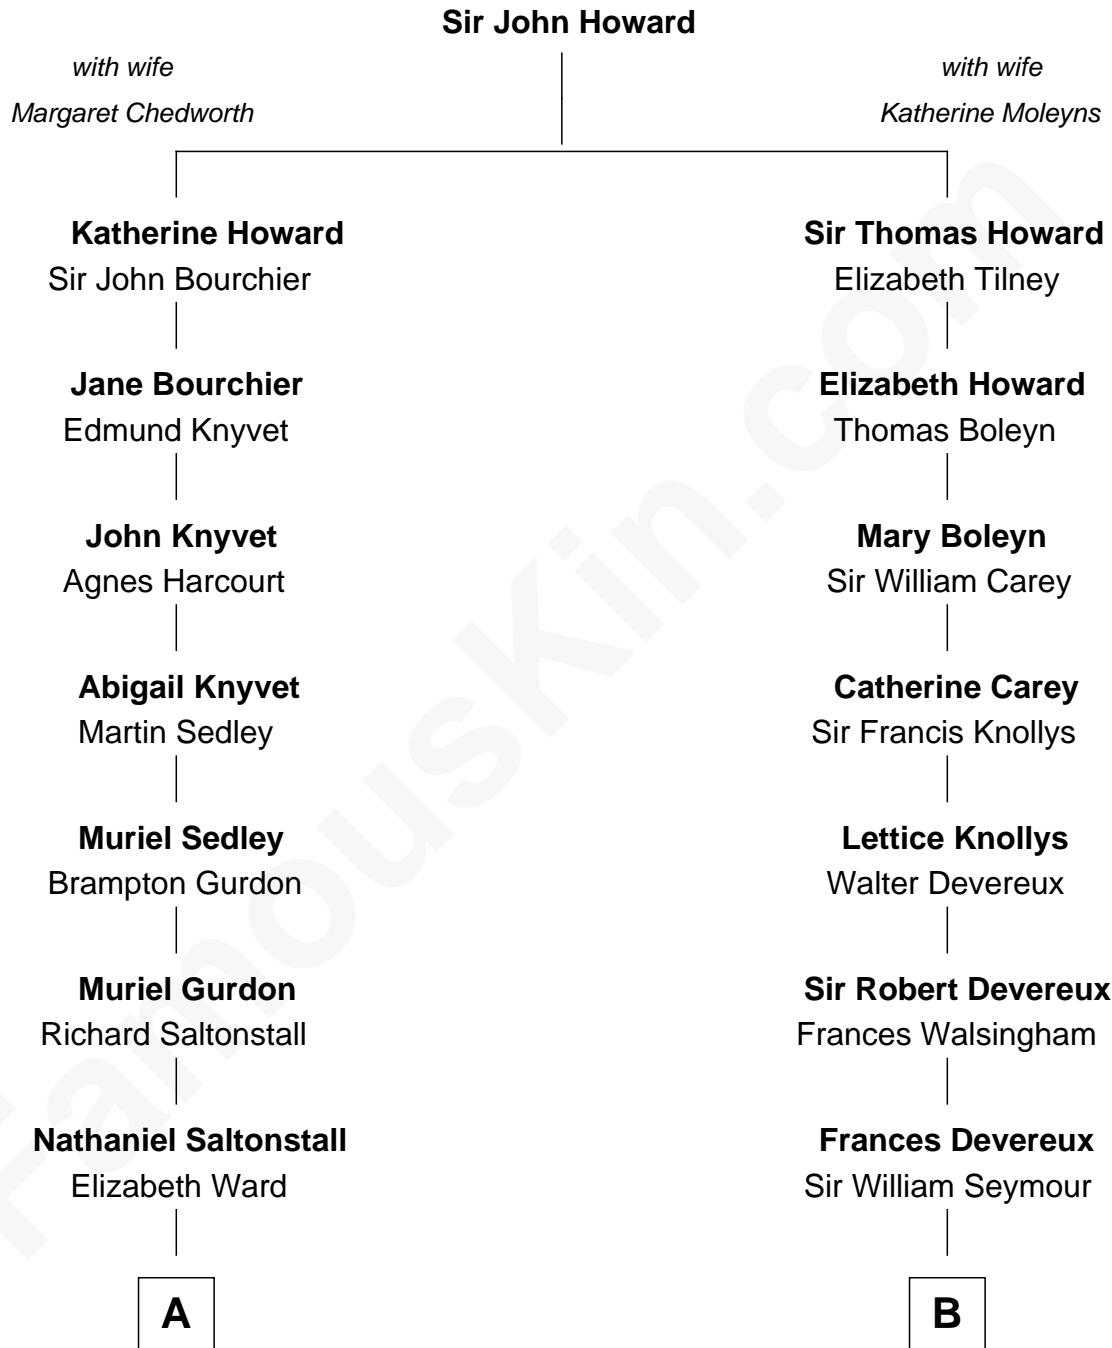 Sir John Howard
with wife
Margaret Chedworth
with wife
Katherine Moleyns
Katherine Howard
Sir John Bourchier
Jane Bourchier
Edmund Knyvet
John Knyvet
Agnes Harcourt
Abigail Knyvet
Martin Sedley
Muriel Sedley
Brampton Gurdon
Muriel Gurdon
Richard Saltonstall
Nathaniel Saltonstall
Elizabeth Ward
A
Sir Thomas Howard
Elizabeth Tilney
Elizabeth Howard
Thomas Boleyn
Mary Boleyn
Sir William Carey
Catherine Carey
Sir Francis Knollys
Lettice Knollys
Walter Devereux
Sir Robert Devereux
Frances Walsingham
Frances Devereux
Sir William Seymour
B
FamousKin.com